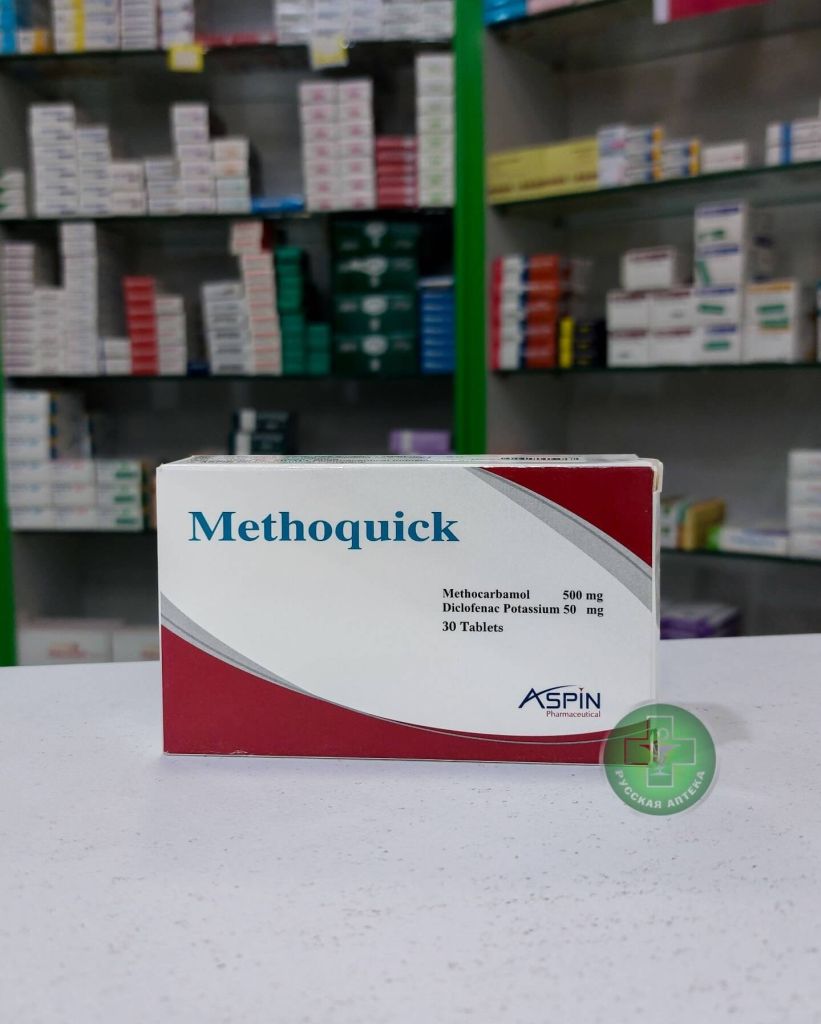 Methoquick
Methocarbamol 500 mg
Diclofenac Potassium 50 mg
30 Tablets
ASPIN
Pharmaceutical
РУССКАЯ АПТЕКА